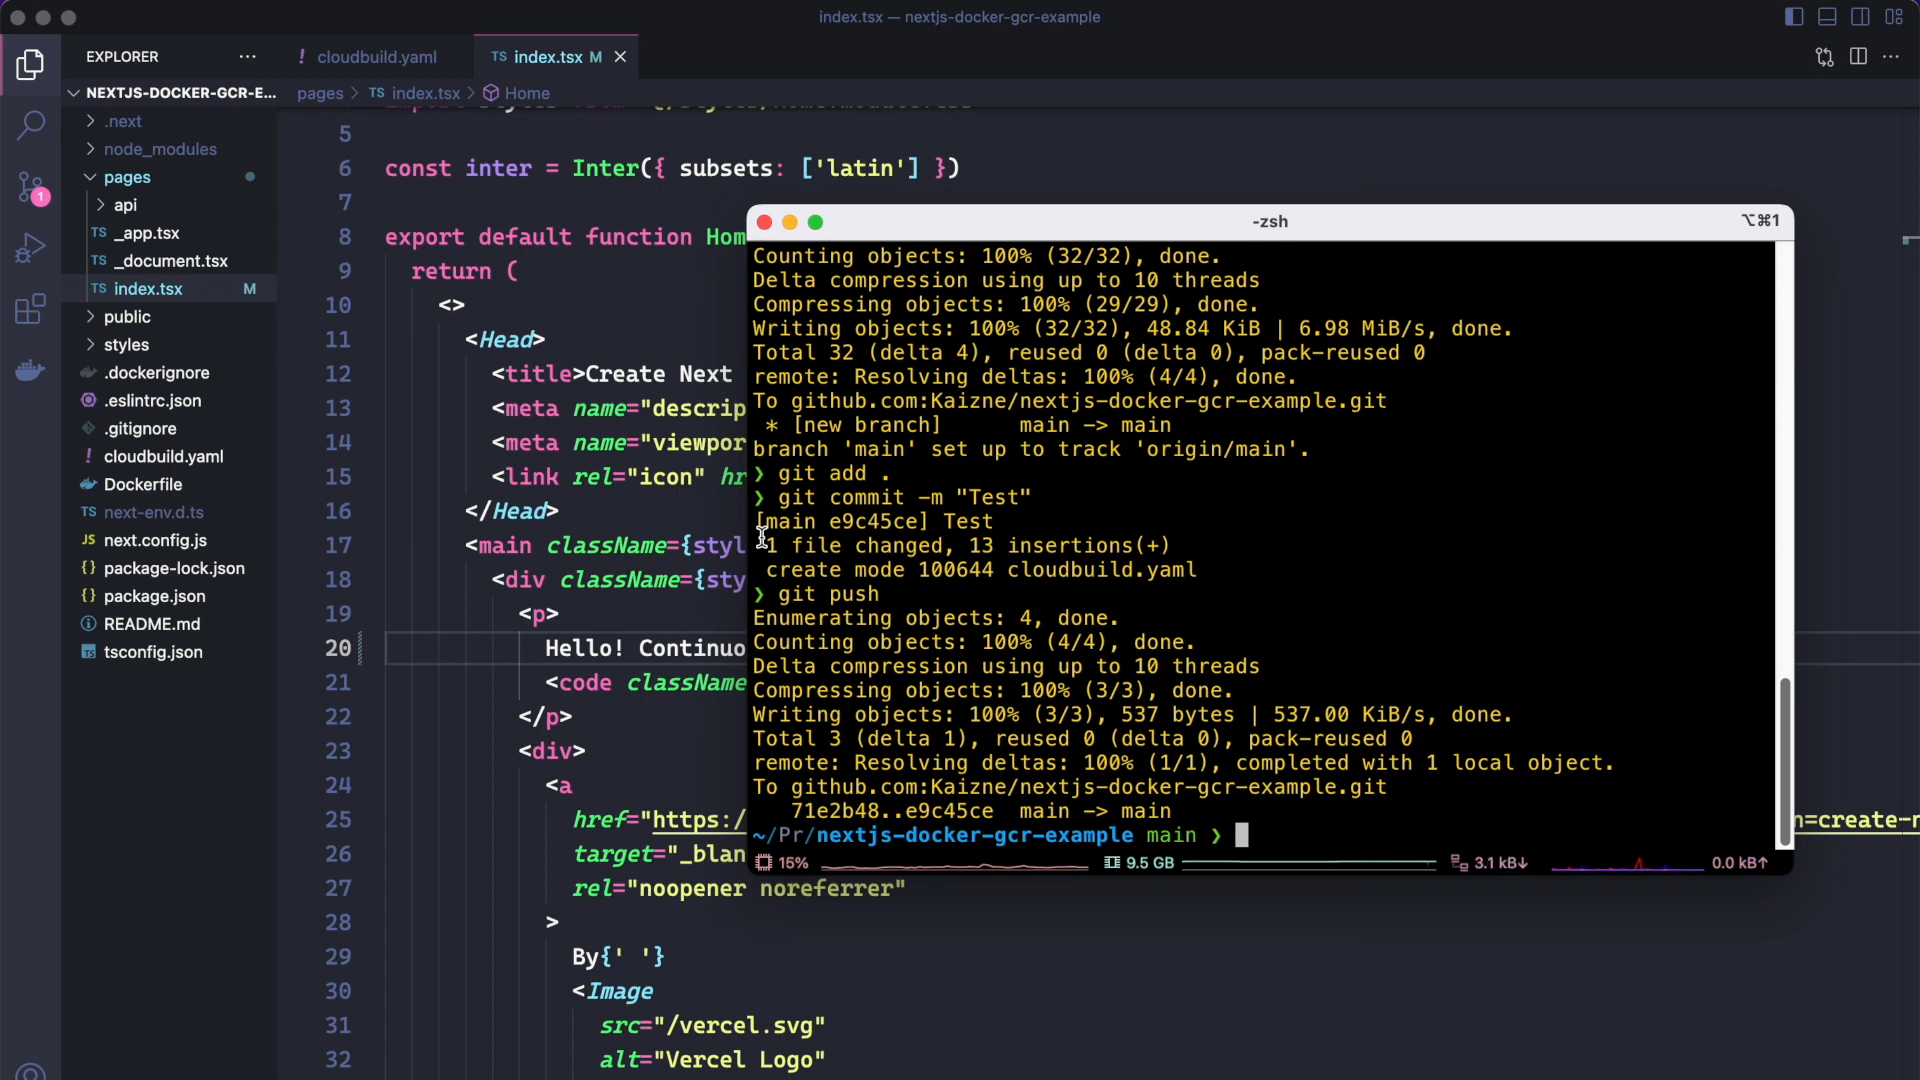 index.tsx — nextjs-docker-gcr-example
EXPLORER
! cloudbuild.yaml
TS index.tsx M
NEXTJS-DOCKER-GCR-E...
pages > TS index.tsx > Home
.next
node_modules
pages
api
TS _app.tsx
TS _document.tsx
TS index.tsx M
public
styles
.dockerignore
.eslintrc.json
.gitignore
! cloudbuild.yaml
Dockerfile
TS next-env.d.ts
JS next.config.js
{} package-lock.json
{} package.json
README.md
tsconfig.json
1
5
6 const inter = Inter({ subsets: ['latin'] })
7
8 export default function Hom
9 return (
10 <>
11 <Head>
12 <title>Create Next
13 <meta name="descrip
14 <meta name="viewpor
15 <link rel="icon" hr
16 </Head>
17 <main className={styl
18 <div className={sty
19 <p>
20 Hello! Continuo
21 <code className
22 </p>
23 <div>
24 <a
25 href="https:/
n=create-n
26 target="_blan
27 rel="noopener noreferrer"
28 >
29 By{' '}
30 <Image
31 src="/vercel.svg"
32 alt="Vercel Logo"
-zsh
⌥⌘1
Counting objects: 100% (32/32), done.
Delta compression using up to 10 threads
Compressing objects: 100% (29/29), done.
Writing objects: 100% (32/32), 48.84 KiB | 6.98 MiB/s, done.
Total 32 (delta 4), reused 0 (delta 0), pack-reused 0
remote: Resolving deltas: 100% (4/4), done.
To github.com:Kaizne/nextjs-docker-gcr-example.git
* [new branch] main -> main
branch 'main' set up to track 'origin/main'.
❯ git add .
❯ git commit -m "Test"
[main e9c45ce] Test
1 file changed, 13 insertions(+)
create mode 100644 cloudbuild.yaml
❯ git push
Enumerating objects: 4, done.
Counting objects: 100% (4/4), done.
Delta compression using up to 10 threads
Compressing objects: 100% (3/3), done.
Writing objects: 100% (3/3), 537 bytes | 537.00 KiB/s, done.
Total 3 (delta 1), reused 0 (delta 0), pack-reused 0
remote: Resolving deltas: 100% (1/1), completed with 1 local object.
To github.com:Kaizne/nextjs-docker-gcr-example.git
71e2b48..e9c45ce main -> main
~/Pr/nextjs-docker-gcr-example main ❯
15% 9.5 GB 3.1 kB↓ 0.0 kB↑